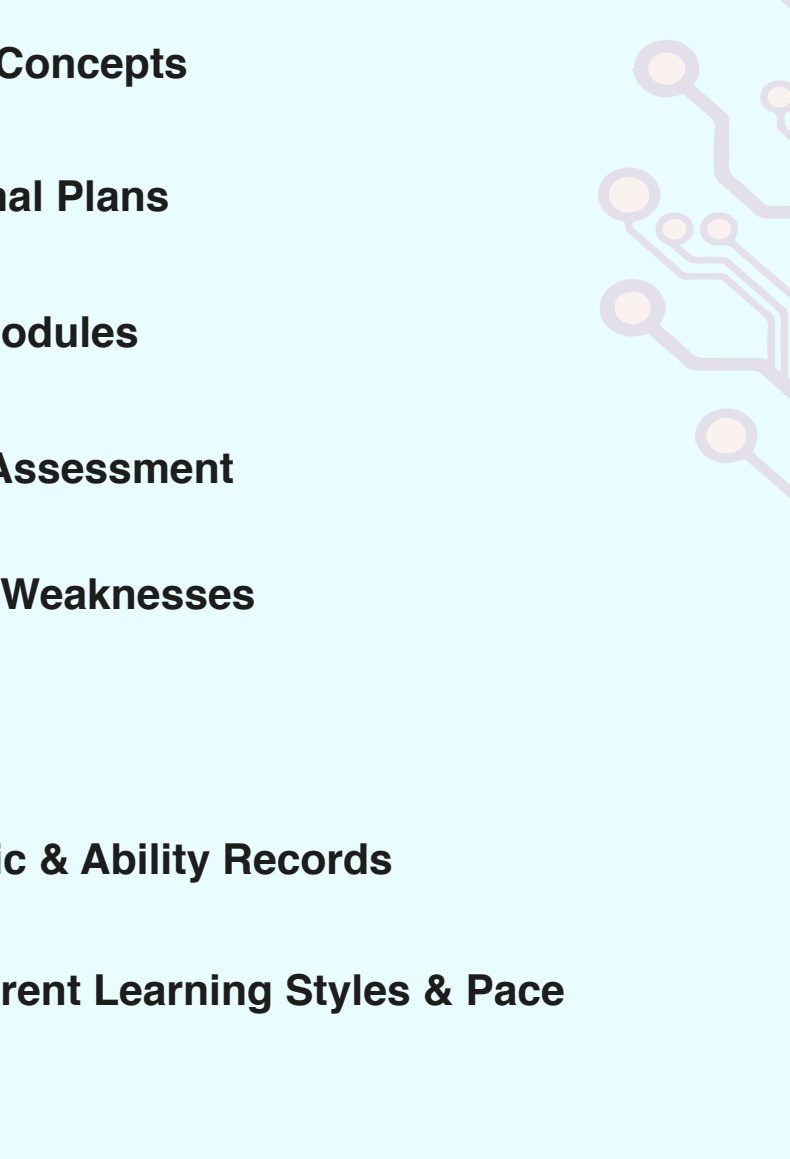 Concepts
nal Plans
odules
Assessment
Weaknesses
ic & Ability Records
rent Learning Styles & Pace